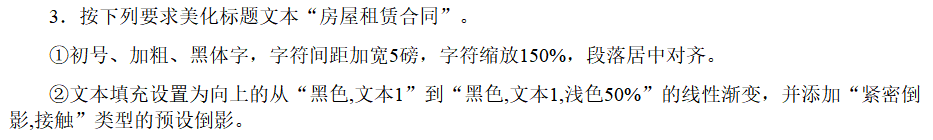 3．按下列要求美化标题文本“房屋租赁合同”。
①初号、加粗、黑体字，字符间距加宽5磅，字符缩放150%，段落居中对齐。
②文本填充设置为向上的从“黑色,文本1”到“黑色,文本1,浅色50%”的线性渐变，并添加“紧密倒
影,接触”类型的预设倒影。